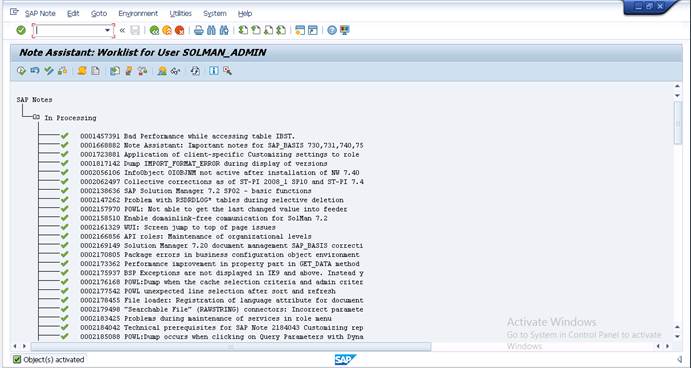 SAP Note Edit Goto Environment Utilities System Help
Note Assistant: Worklist for User SOLMAN_ADMIN
SAP Notes
In Processing
0001457391 Bad Performance while accessing table IBST.
0001668882 Note Assistant: Important notes for SAP_BASIS 730,731,740,75
0001723881 Application of client-specific Customizing settings to role
0001817142 Dump IMPORT_FORMAT_ERROR during display of versions
0002056106 InfoObject 0IOBJNM not active after installation of NW 7.40
0002062497 Collective corrections as of ST-PI 2008_1 SP10 and ST-PI 7.4
0002138636 SAP Solution Manager 7.2 SP02 - basic functions
0002147262 Problem with RSDRDLOG* tables during selective deletion
0002157970 POWL: Not able to get the last changed value into feeder
0002158510 Enable domainlink-free communication for SolMan 7.2
0002161329 WUI: Screen jump to top of page issues
0002166856 API roles: Maintenance of organizational levels
0002169149 Solution Manager 7.20 document management SAP_BASIS correcti
0002170805 Package errors in business configuration object environment
0002173362 Performance improvement in property part in GET_DATA method
0002175937 BSP Exceptions are not displayed in IE9 and above. Instead y
0002176168 POWL:Dump when the cache selection criteria and admin criter
0002177542 POWL unexpected line selection after sort and refresh
0002178455 File loader: Registration of language attribute for document
0002179498 "Searchable File" (RAWSTRING) connectors: Incorrect paramete
0002183425 Problems during maintenance of services in role menu
0002184042 Technical prerequisites for SAP Note 2184043 Customizing rep
0002185088 POWL:Dump occurs when clicking on Query Parameters with Dyna
Activate Windows
Go to System in Control Panel to activate
Windows.
Object(s) activated
SAP